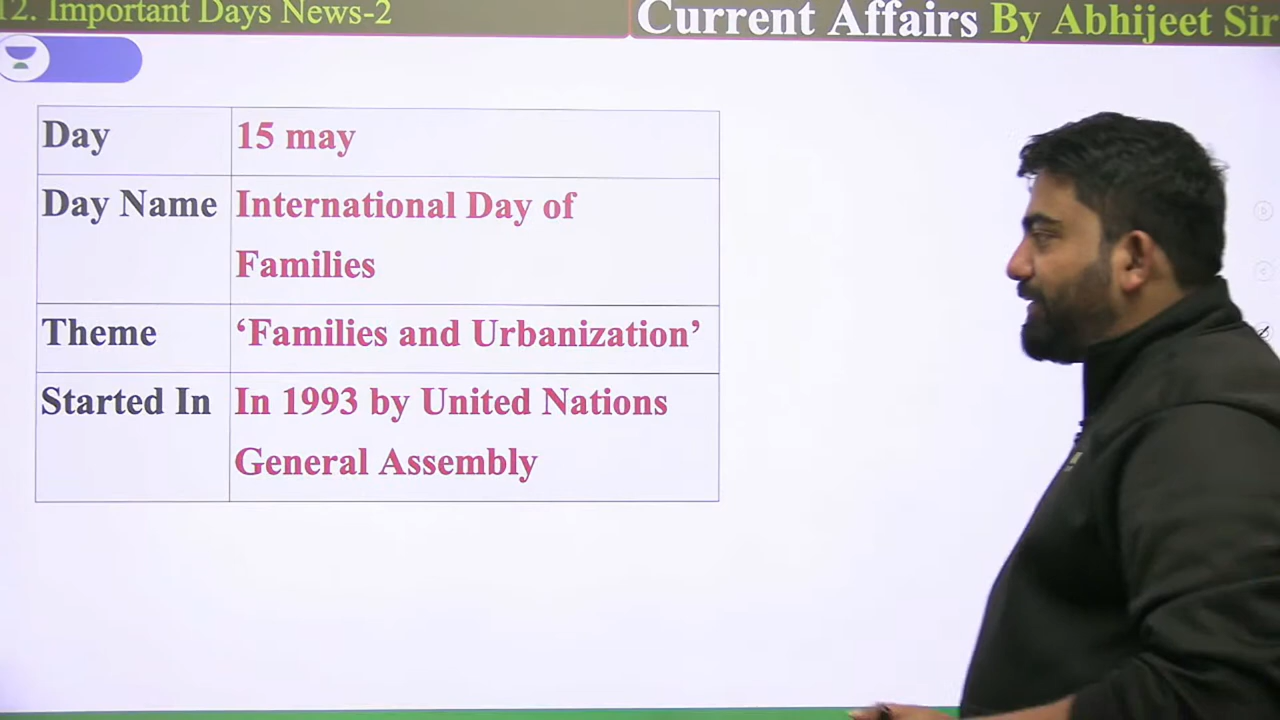 12. Important Days News-2
Current Affairs By Abhijeet Sir
Day
15 may
Day Name
International Day of
Families
Theme
‘Families and Urbanization’
Started In
In 1993 by United Nations
General Assembly